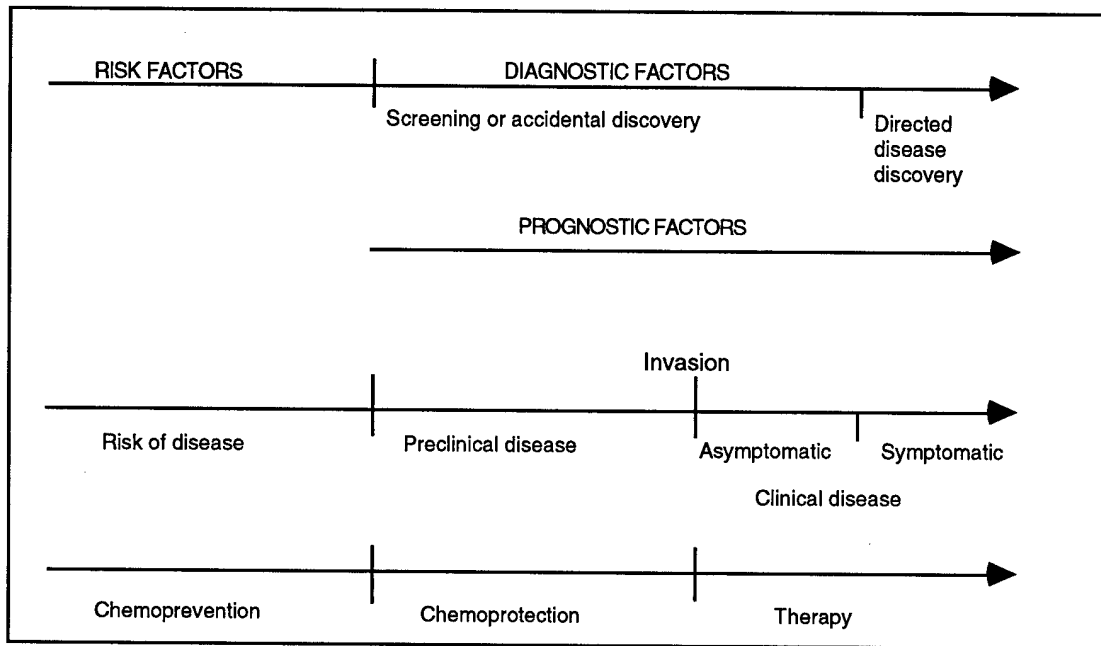 RISK FACTORS
DIAGNOSTIC FACTORS
Screening or accidental discovery
Directed
disease
discovery
PROGNOSTIC FACTORS
Invasion
Risk of disease
Preclinical disease
Asymptomatic
Symptomatic
Clinical disease
Chemoprevention
Chemoprotection
Therapy